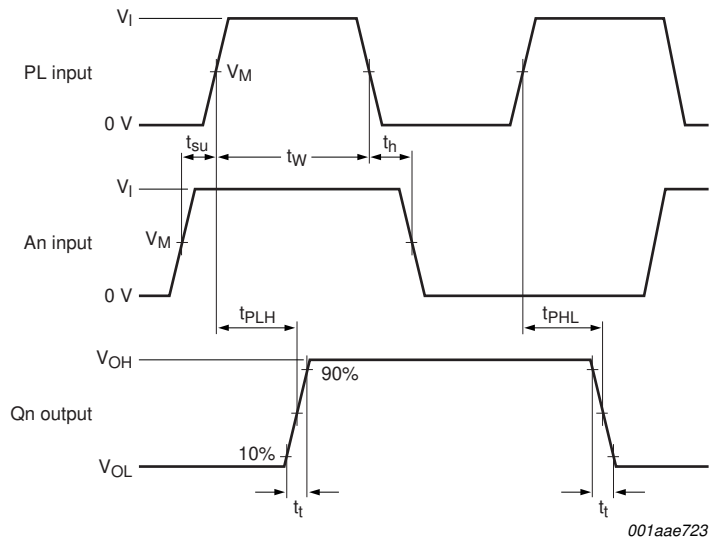 VI
PL input
VM
0 V
tsu
tW
th
VI
An input
VM
0 V
tPLH
tPHL
VOH
90%
Qn output
10%
VOL
tt
tt
001aae723